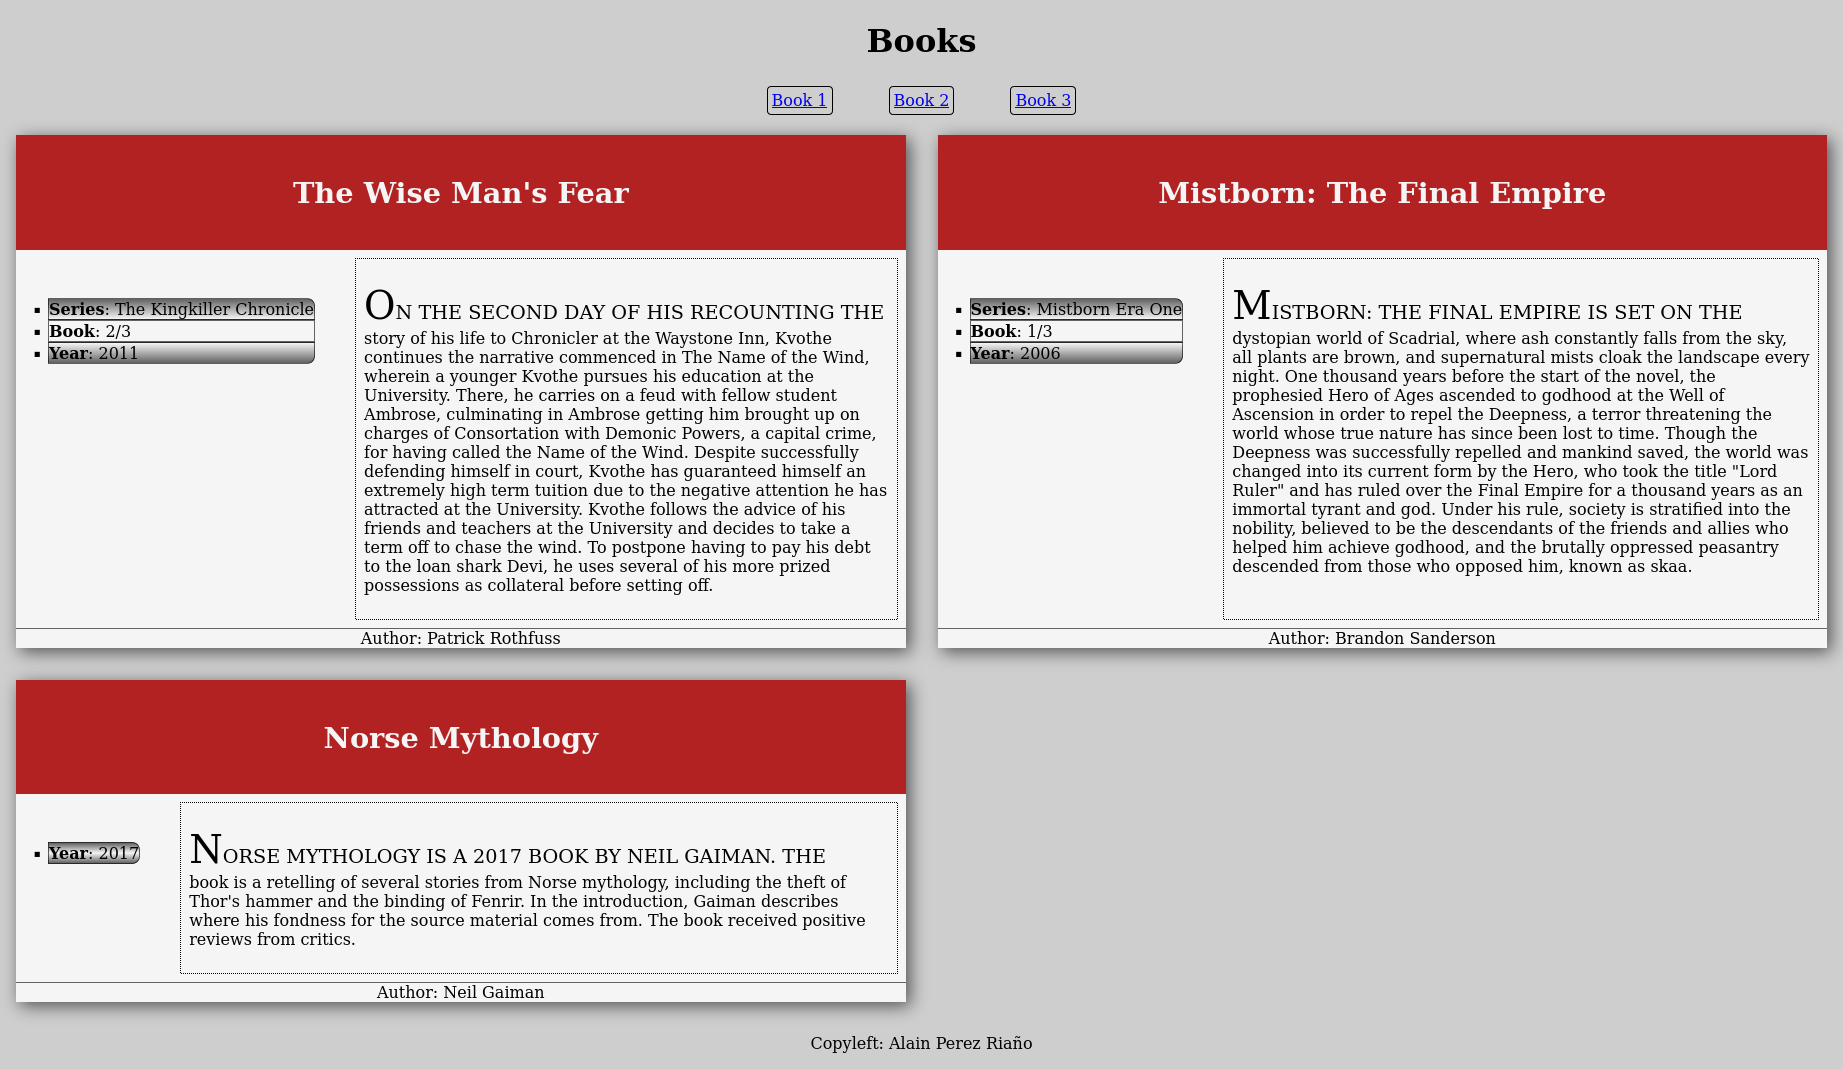 Books
Book 1
Book 2
Book 3
The Wise Man's Fear
Series: The Kingkiller Chronicle
Book: 2/3
Year: 2011
ON THE SECOND DAY OF HIS RECOUNTING THE
story of his life to Chronicler at the Waystone Inn, Kvothe
continues the narrative commenced in The Name of the Wind,
wherein a younger Kvothe pursues his education at the
University. There, he carries on a feud with fellow student
Ambrose, culminating in Ambrose getting him brought up on
charges of Consortation with Demonic Powers, a capital crime,
for having called the Name of the Wind. Despite successfully
defending himself in court, Kvothe has guaranteed himself an
extremely high term tuition due to the negative attention he has
attracted at the University. Kvothe follows the advice of his
friends and teachers at the University and decides to take a
term off to chase the wind. To postpone having to pay his debt
to the loan shark Devi, he uses several of his more prized
possessions as collateral before setting off.
Author: Patrick Rothfuss
Mistborn: The Final Empire
Series: Mistborn Era One
Book: 1/3
Year: 2006
MISTBORN: THE FINAL EMPIRE IS SET ON THE
dystopian world of Scadrial, where ash constantly falls from the sky,
all plants are brown, and supernatural mists cloak the landscape every
night. One thousand years before the start of the novel, the
prophesied Hero of Ages ascended to godhood at the Well of
Ascension in order to repel the Deepness, a terror threatening the
world whose true nature has since been lost to time. Though the
Deepness was successfully repelled and mankind saved, the world was
changed into its current form by the Hero, who took the title "Lord
Ruler" and has ruled over the Final Empire for a thousand years as an
immortal tyrant and god. Under his rule, society is stratified into the
nobility, believed to be the descendants of the friends and allies who
helped him achieve godhood, and the brutally oppressed peasantry
descended from those who opposed him, known as skaa.
Author: Brandon Sanderson
Norse Mythology
Year: 2017
NORSE MYTHOLOGY IS A 2017 BOOK BY NEIL GAIMAN. THE
book is a retelling of several stories from Norse mythology, including the theft of
Thor's hammer and the binding of Fenrir. In the introduction, Gaiman describes
where his fondness for the source material comes from. The book received positive
reviews from critics.
Author: Neil Gaiman
Copyleft: Alain Perez Riaño